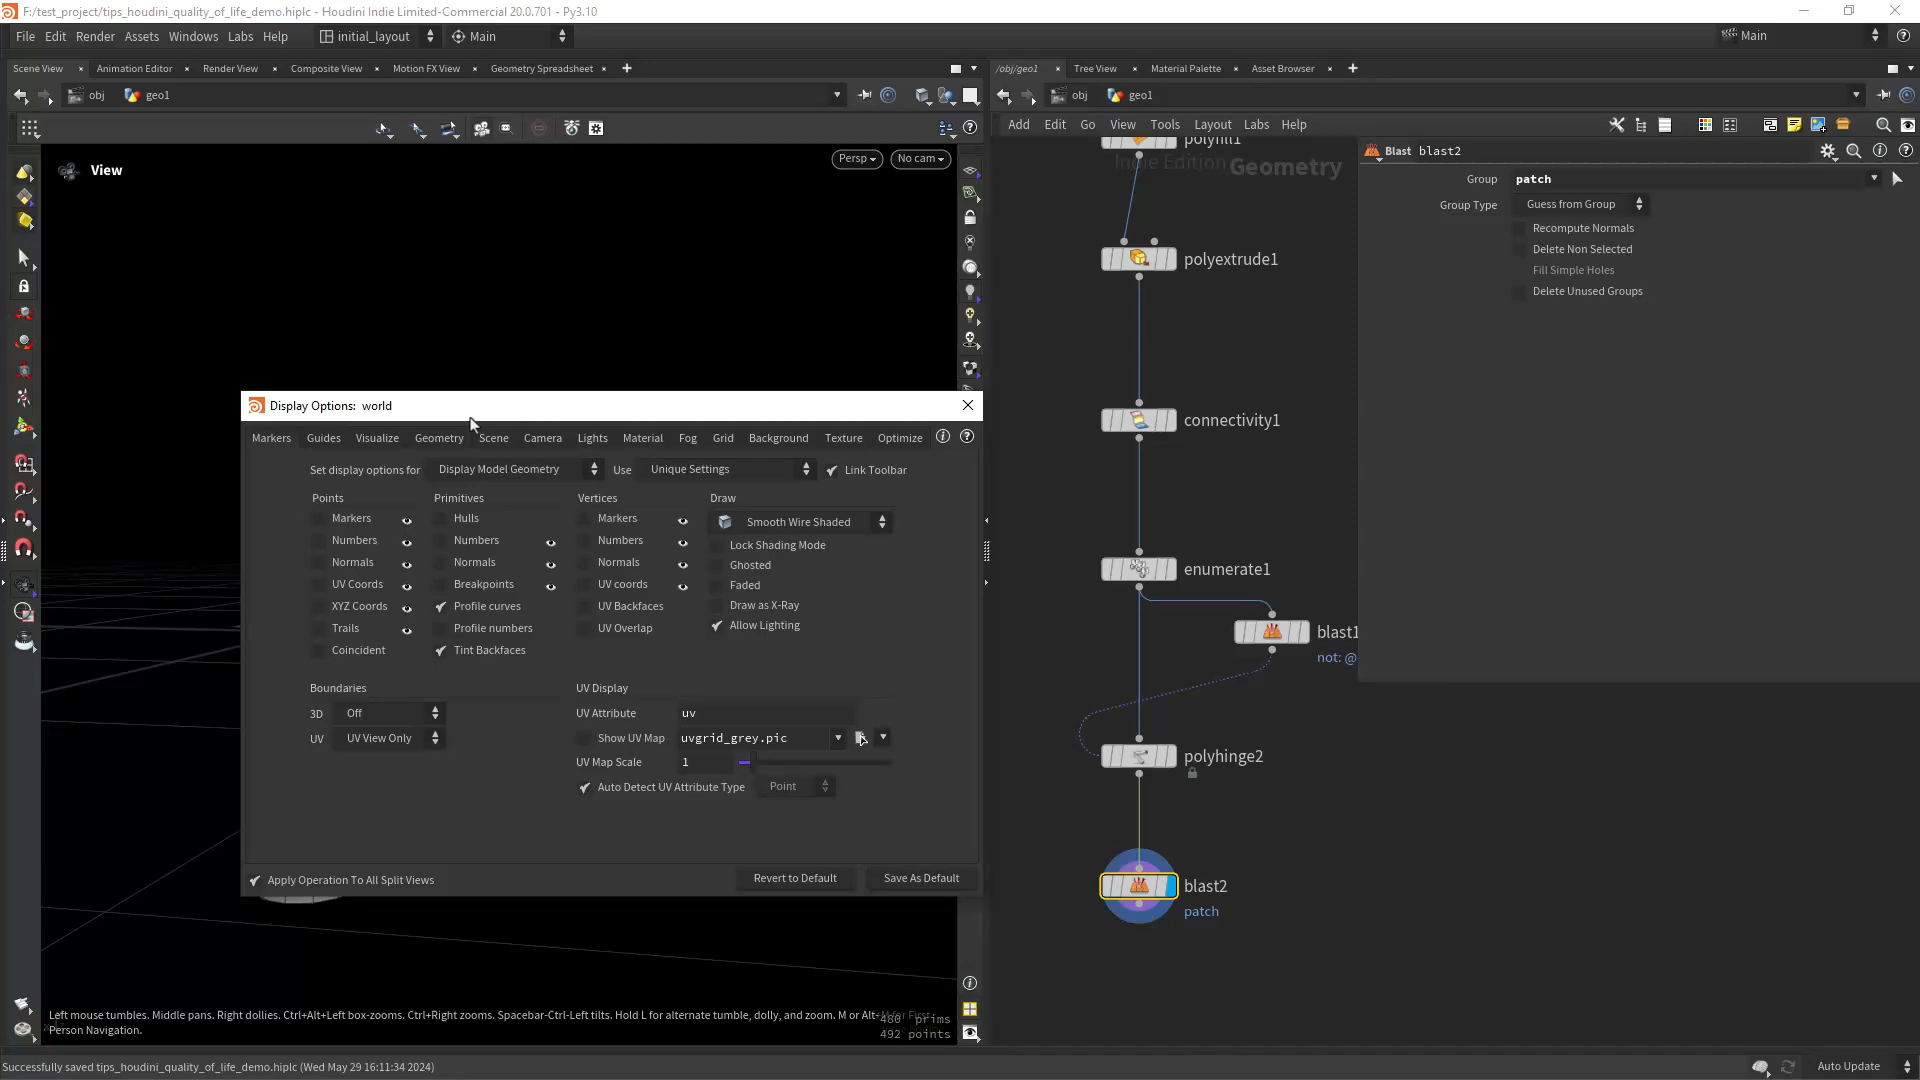 F:/test_project/tips_houdini_quality_of_life_demo.hiplc - Houdini Indie Limited-Commercial 20.0.701 - Py3.10
File Edit Render Assets Windows Labs Help initial_layout Main Main
Scene View Animation Editor Render View Composite View Motion FX View Geometry Spreadsheet
/obj/geo1 Tree View Material Palette Asset Browser
obj geo1
obj geo1
Add Edit Go View Tools Layout Labs Help
View
Persp No cam
polyfill1
Indie Edition Geometry
Blast blast2
Group patch
Group Type Guess from Group
Recompute Normals
Delete Non Selected
Fill Simple Holes
Delete Unused Groups
polyextrude1
connectivity1
enumerate1
blast1
not: @
polyhinge2
blast2
patch
Display Options: world
Markers Guides Visualize Geometry Scene Camera Lights Material Fog Grid Background Texture Optimize
Set display options for Display Model Geometry Use Unique Settings Link Toolbar
Points Primitives Vertices Draw
Markers Hulls Markers Smooth Wire Shaded
Numbers Numbers Numbers Lock Shading Mode
Normals Normals Normals Ghosted
UV Coords Breakpoints UV coords Faded
XYZ Coords Profile curves UV Backfaces Draw as X-Ray
Trails Profile numbers UV Overlap Allow Lighting
Coincident Tint Backfaces
Boundaries UV Display
3D Off UV Attribute uv
UV UV View Only Show UV Map uvgrid_grey.pic
UV Map Scale 1
Auto Detect UV Attribute Type Point
Apply Operation To All Split Views Revert to Default Save As Default
Left mouse tumbles. Middle pans. Right dollies. Ctrl+Alt+Left box-zooms. Ctrl+Right zooms. Spacebar-Ctrl-Left tilts. Hold L for alternate tumble, dolly, and zoom. M or Alt+M for First
Person Navigation.
480 prims
492 points
Successfully saved tips_houdini_quality_of_life_demo.hiplc (Wed May 29 16:11:34 2024)
Auto Update